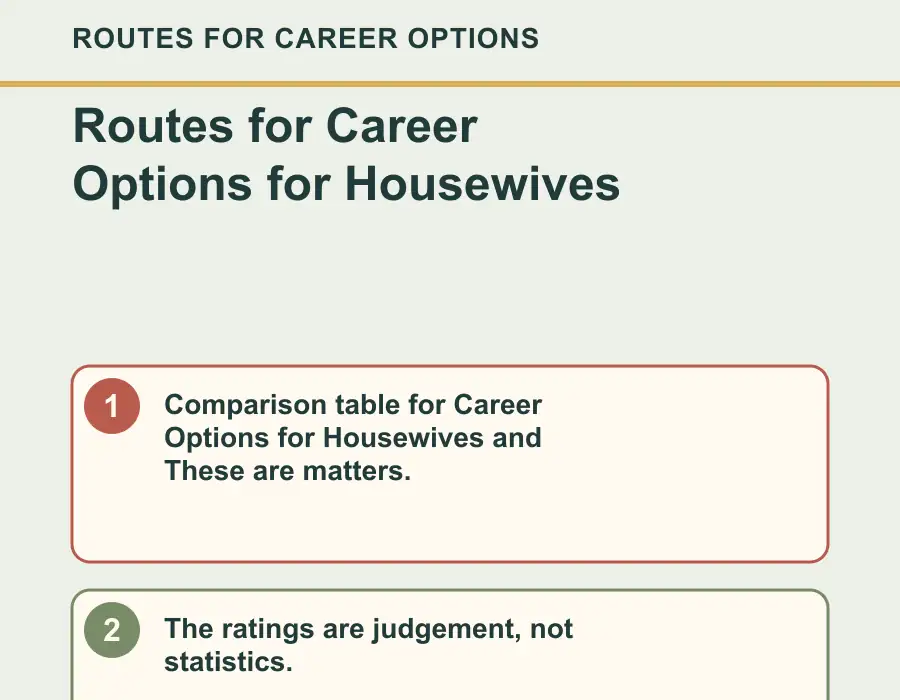 ROUTES FOR CAREER OPTIONS
Routes for Career
Options for Housewives
1
Comparison table for Career
Options for Housewives and
These are matters.
2
The ratings are judgement, not
statistics.